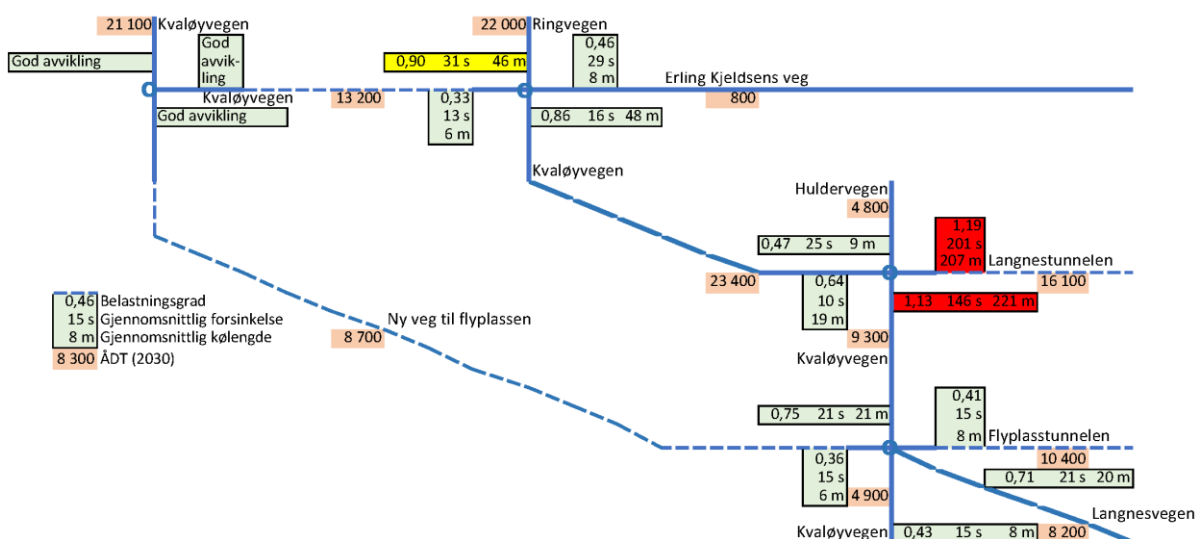 21 100 Kvaløyvegen
God avvikling
God
avvik-
ling
Kvaløyvegen
13 200
God avvikling
22 000 Ringvegen
0,90 31 s 46 m
0,46
29 s
8 m
Erling Kjeldsens veg
800
0,33
13 s
6 m
0,86 16 s 48 m
Kvaløyvegen
Huldervegen
4 800
0,47 25 s 9 m
1,19
201 s
207 m
Langnestunnelen
16 100
23 400
0,64
10 s
19 m
1,13 146 s 221 m
9 300
Kvaløyvegen
0,46 Belastningsgrad
15 s Gjennomsnittlig forsinkelse
8 m Gjennomsnittlig kølengde
8 300 ÅDT (2030)
Ny veg til flyplassen
8 700
0,75 21 s 21 m
0,41
15 s
8 m
Flyplasstunnelen
10 400
0,36
15 s
6 m
4 900
0,71 21 s 20 m
Langnesvegen
Kvaløyvegen
0,43 15 s 8 m
8 200